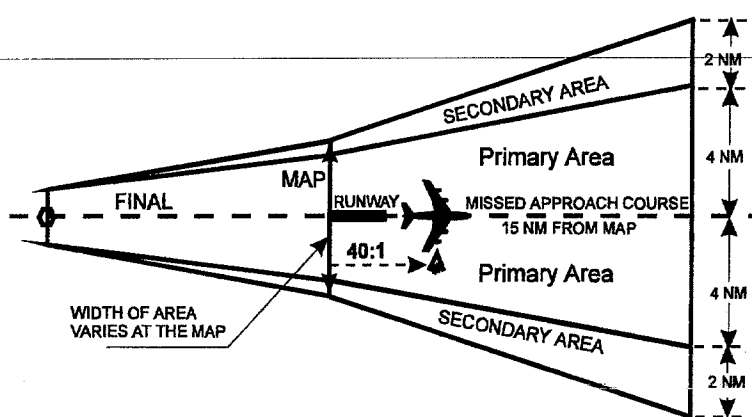 2 NM
SECONDARY AREA
Primary Area
4 NM
MAP
FINAL
RUNWAY
MISSED APPROACH COURSE
15 NM FROM MAP
40:1
Primary Area
4 NM
WIDTH OF AREA
VARIES AT THE MAP
SECONDARY AREA
2 NM